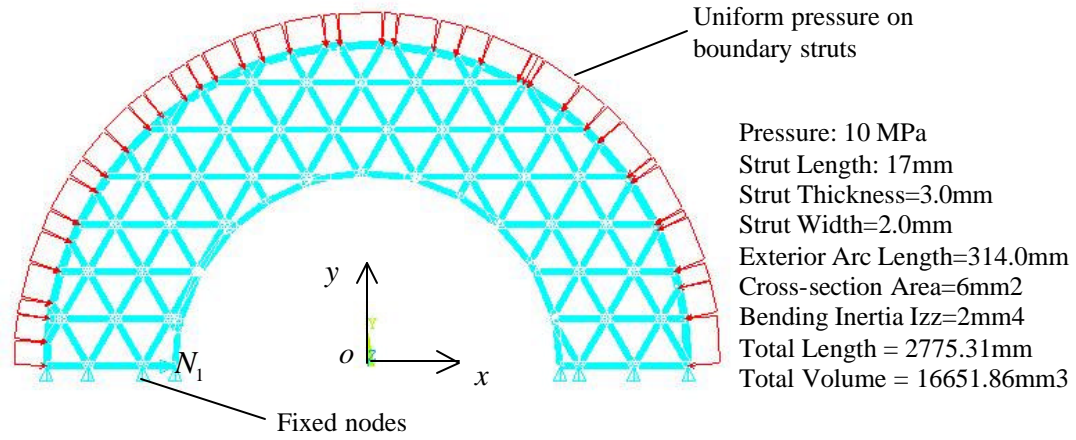 Uniform pressure on
boundary struts
Pressure: 10 MPa
Strut Length: 17mm
Strut Thickness=3.0mm
Strut Width=2.0mm
Exterior Arc Length=314.0mm
Cross-section Area=6mm2
Bending Inertia Izz=2mm4
Total Length = 2775.31mm
Total Volume = 16651.86mm3
y
Y
o
Z
x
N1
Fixed nodes